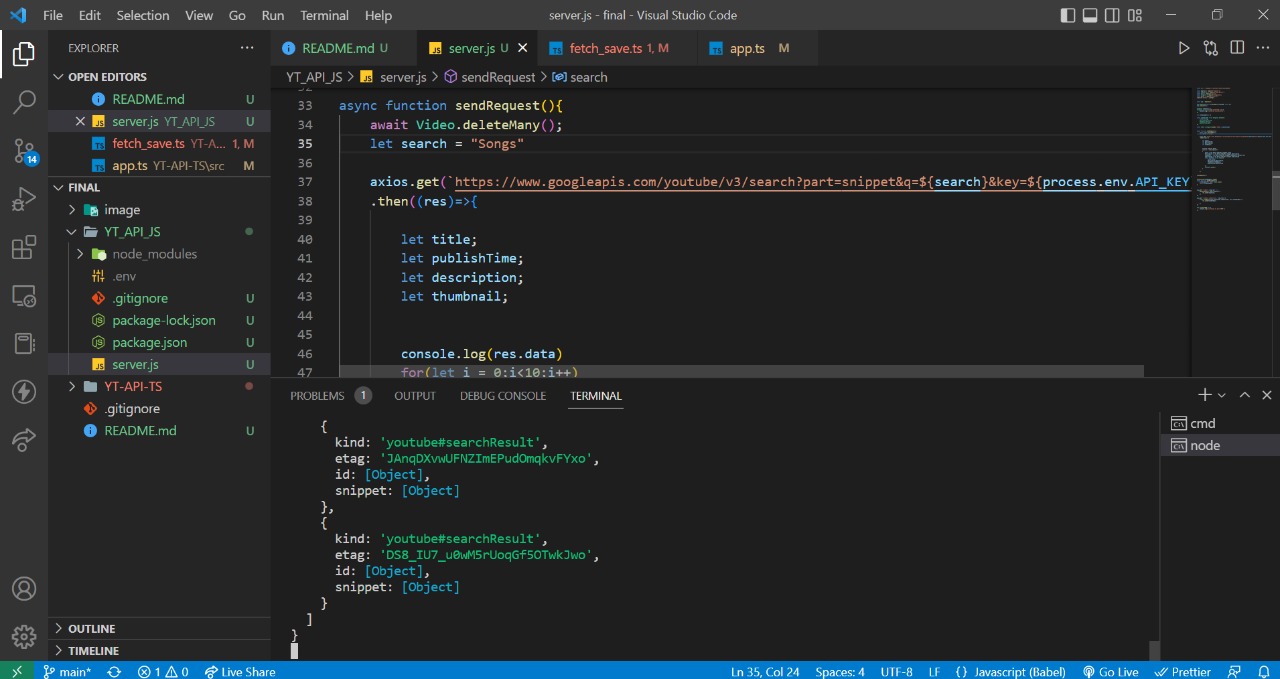 File Edit Selection View Go Run Terminal Help server.js - final - Visual Studio Code
EXPLORER
README.md U server.js U fetch_save.ts 1, M app.ts M
OPEN EDITORS
README.md U
server.js YT_API_JS U
fetch_save.ts YT-A... 1, M
app.ts YT-API-TS\src M
14
FINAL
image
YT_API_JS
node_modules
.env
.gitignore U
package-lock.json U
package.json U
server.js U
YT-API-TS
.gitignore
README.md U
OUTLINE
TIMELINE
YT_API_JS > server.js > sendRequest > search
33 async function sendRequest(){
34 await Video.deleteMany();
35 let search = "Songs"
36
37 axios.get(`https://www.googleapis.com/youtube/v3/search?part=snippet&q=${search}&key=${process.env.API_KEY
38 .then((res)=>{
39
40 let title;
41 let publishTime;
42 let description;
43 let thumbnail;
44
45
46 console.log(res.data)
47 for(let i = 0;i<10;i++)
PROBLEMS 1 OUTPUT DEBUG CONSOLE TERMINAL
cmd
node
{
kind: 'youtube#searchResult',
etag: 'JAnqDXvwUFNZImEPudOmqkvFYxo',
id: [Object],
snippet: [Object]
},
{
kind: 'youtube#searchResult',
etag: 'DS8_IU7_u0wM5rUoqGf5OTwkJwo',
id: [Object],
snippet: [Object]
}
]
}
main* 1 0 Live Share Ln 35, Col 24 Spaces: 4 UTF-8 LF {} Javascript (Babel) Go Live Prettier